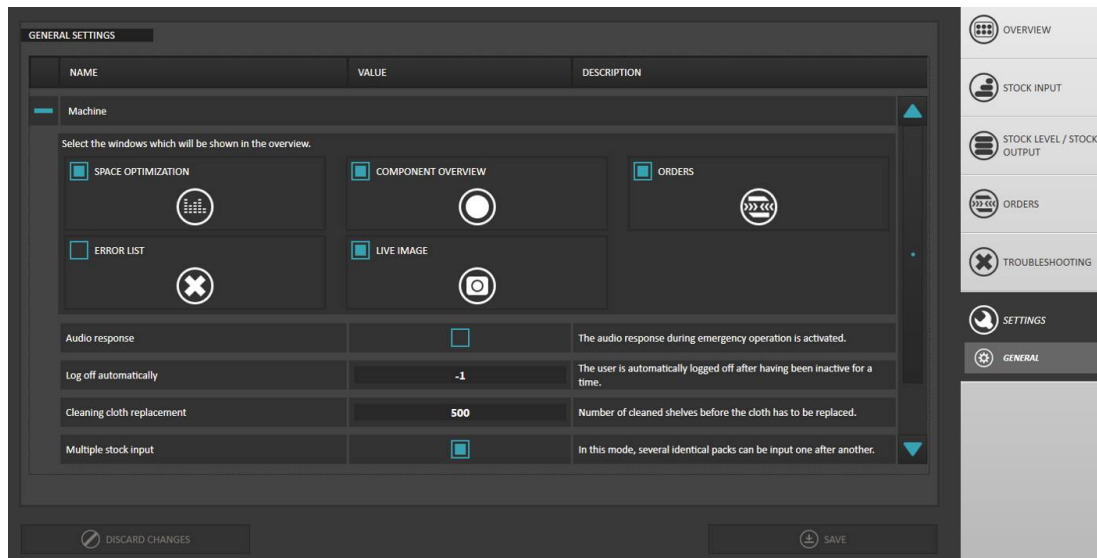 GENERAL SETTINGS
NAME VALUE DESCRIPTION
Machine
Select the windows which will be shown in the overview.
SPACE OPTIMIZATION COMPONENT OVERVIEW ORDERS
ERROR LIST LIVE IMAGE
Audio response The audio response during emergency operation is activated.
Log off automatically -1 The user is automatically logged off after having been inactive for a
time.
Cleaning cloth replacement 500 Number of cleaned shelves before the cloth has to be replaced.
Multiple stock input In this mode, several identical packs can be input one after another.
DISCARD CHANGES SAVE
OVERVIEW
STOCK INPUT
STOCK LEVEL / STOCK
OUTPUT
ORDERS
TROUBLESHOOTING
SETTINGS
GENERAL